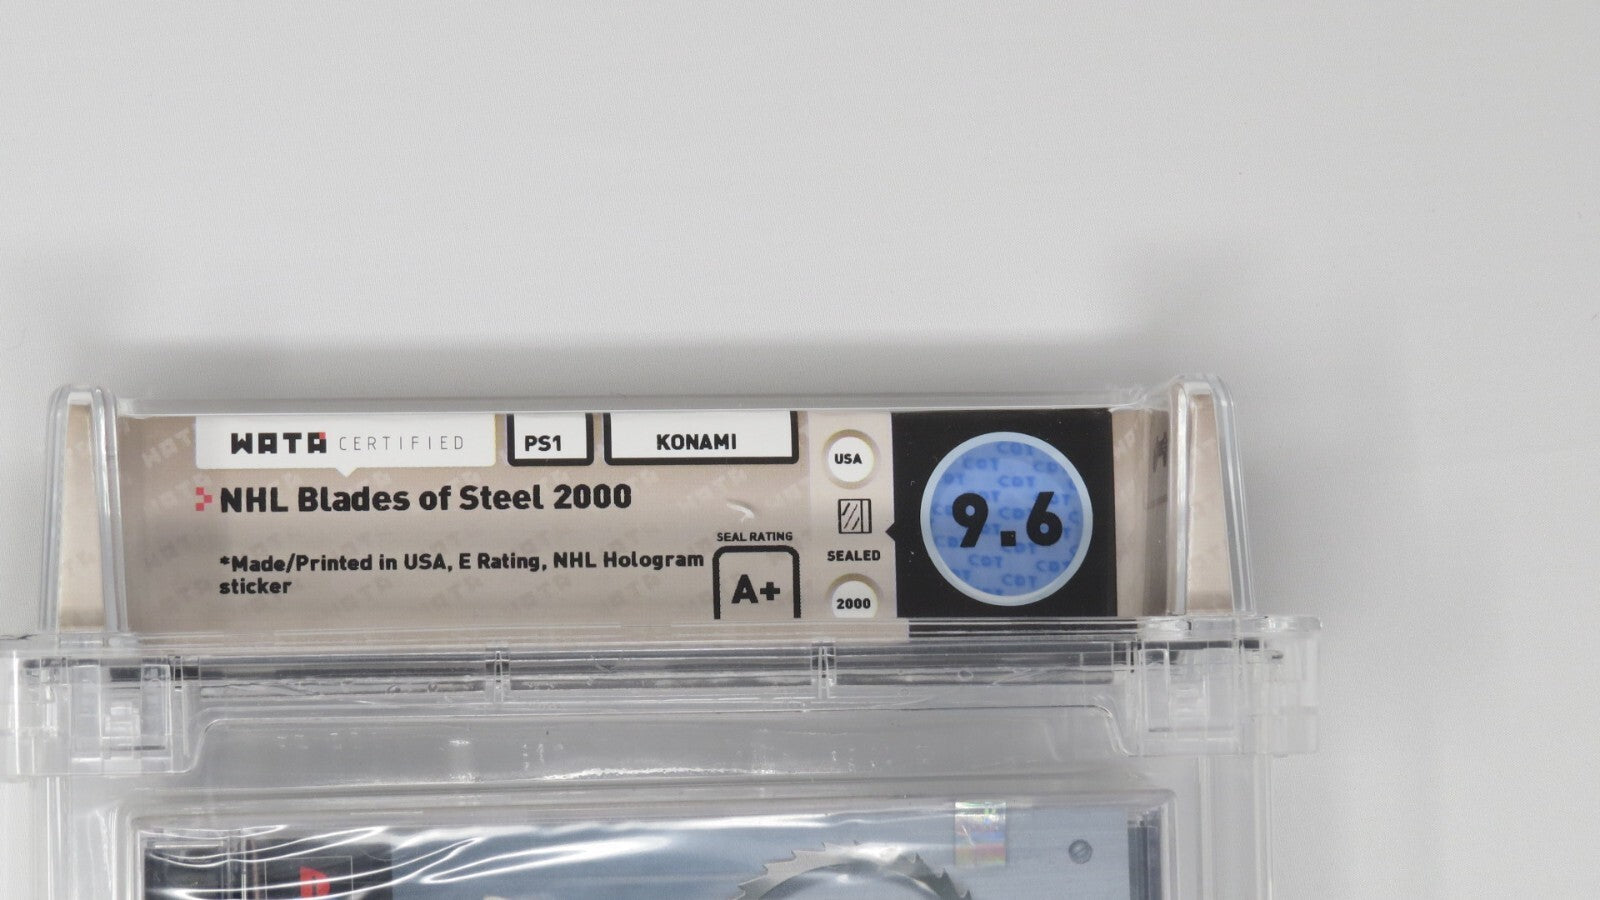 WATA CERTIFIED
PS1
KONAMI
NHL Blades of Steel 2000
*Made/Printed in USA, E Rating, NHL Hologram
sticker
SEAL RATING
A+
USA
SEALED
2000
9.6
CDT